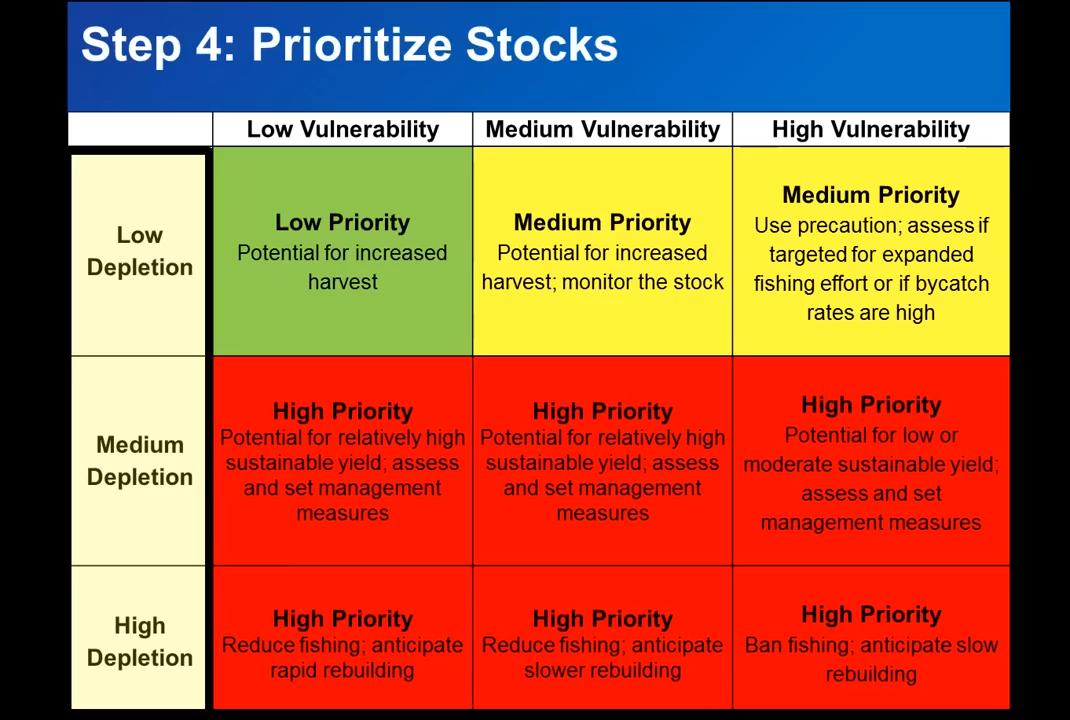 Step 4: Prioritize Stocks
Low Vulnerability
Medium Vulnerability
High Vulnerability
Low
Depletion
Low Priority
Potential for increased
harvest
Medium Priority
Potential for increased
harvest; monitor the stock
Medium Priority
Use precaution; assess if
targeted for expanded
fishing effort or if bycatch
rates are high
Medium
Depletion
High Priority
Potential for relatively high
sustainable yield; assess
and set management
measures
High Priority
Potential for relatively high
sustainable yield; assess
and set management
measures
High Priority
Potential for low or
moderate sustainable yield;
assess and set
management measures
High
Depletion
High Priority
Reduce fishing; anticipate
rapid rebuilding
High Priority
Reduce fishing; anticipate
slower rebuilding
High Priority
Ban fishing; anticipate slow
rebuilding